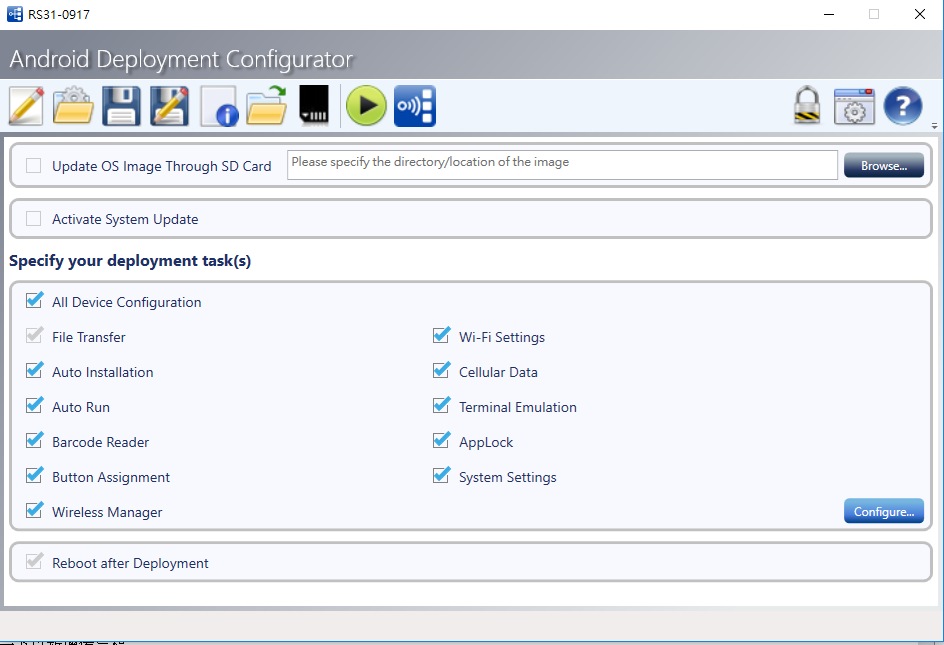 RS31-0917
Android Deployment Configurator
Update OS Image Through SD Card
Please specify the directory/location of the image
Browse...
Activate System Update
Specify your deployment task(s)
All Device Configuration
File Transfer
Wi-Fi Settings
Auto Installation
Cellular Data
Auto Run
Terminal Emulation
Barcode Reader
AppLock
Button Assignment
System Settings
Wireless Manager
Configure...
Reboot after Deployment